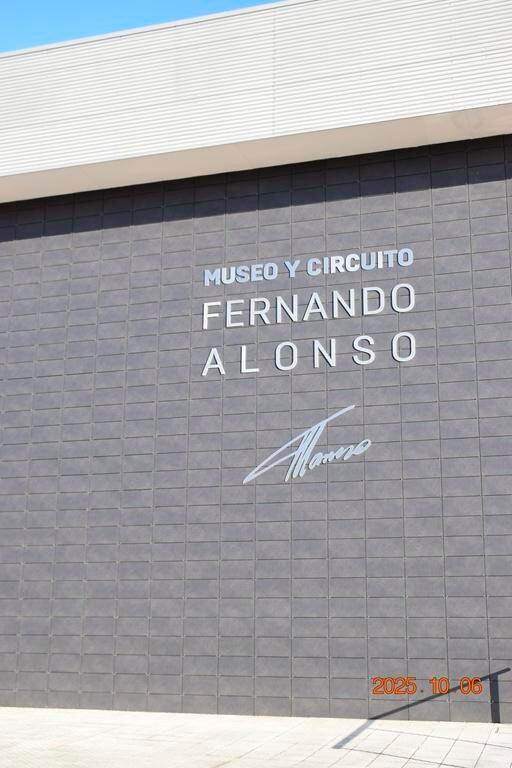 MUSEO Y CIRCUITO
FERNANDO
ALONSO
2025 10 06